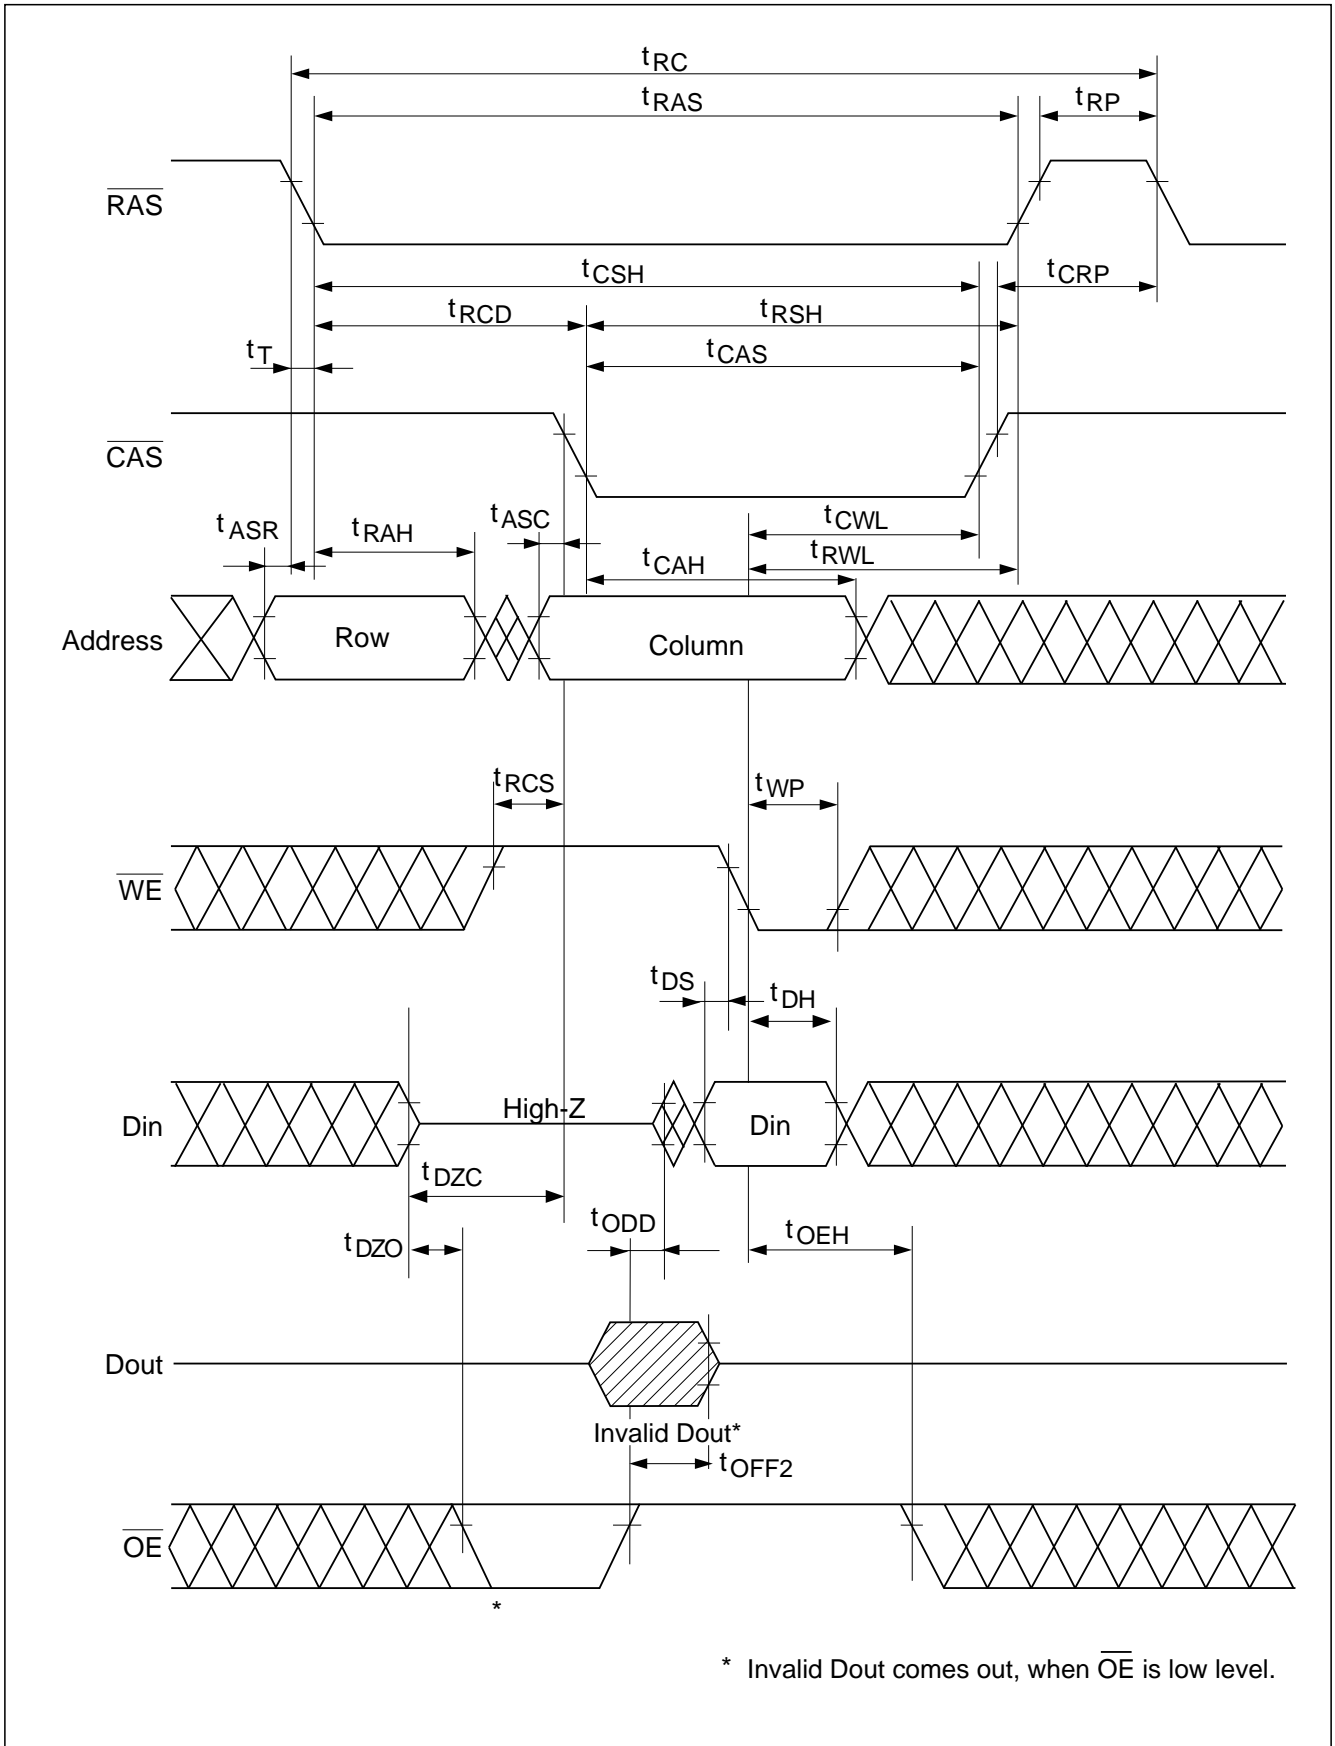 tRC
tRAS
tRP
RAS
tCSH
tCRP
tRCD
tRSH
tT
tCAS
CAS
tASR
tRAH
tASC
tCWL
tCAH
tRWL
Address
Row
Column
tRCS
tWP
WE
tDS
tDH
Din
High-Z
Din
tDZC
tODD
tDZO
tOEH
Dout
Invalid Dout*
tOFF2
OE
*
* Invalid Dout comes out, when OE is low level.